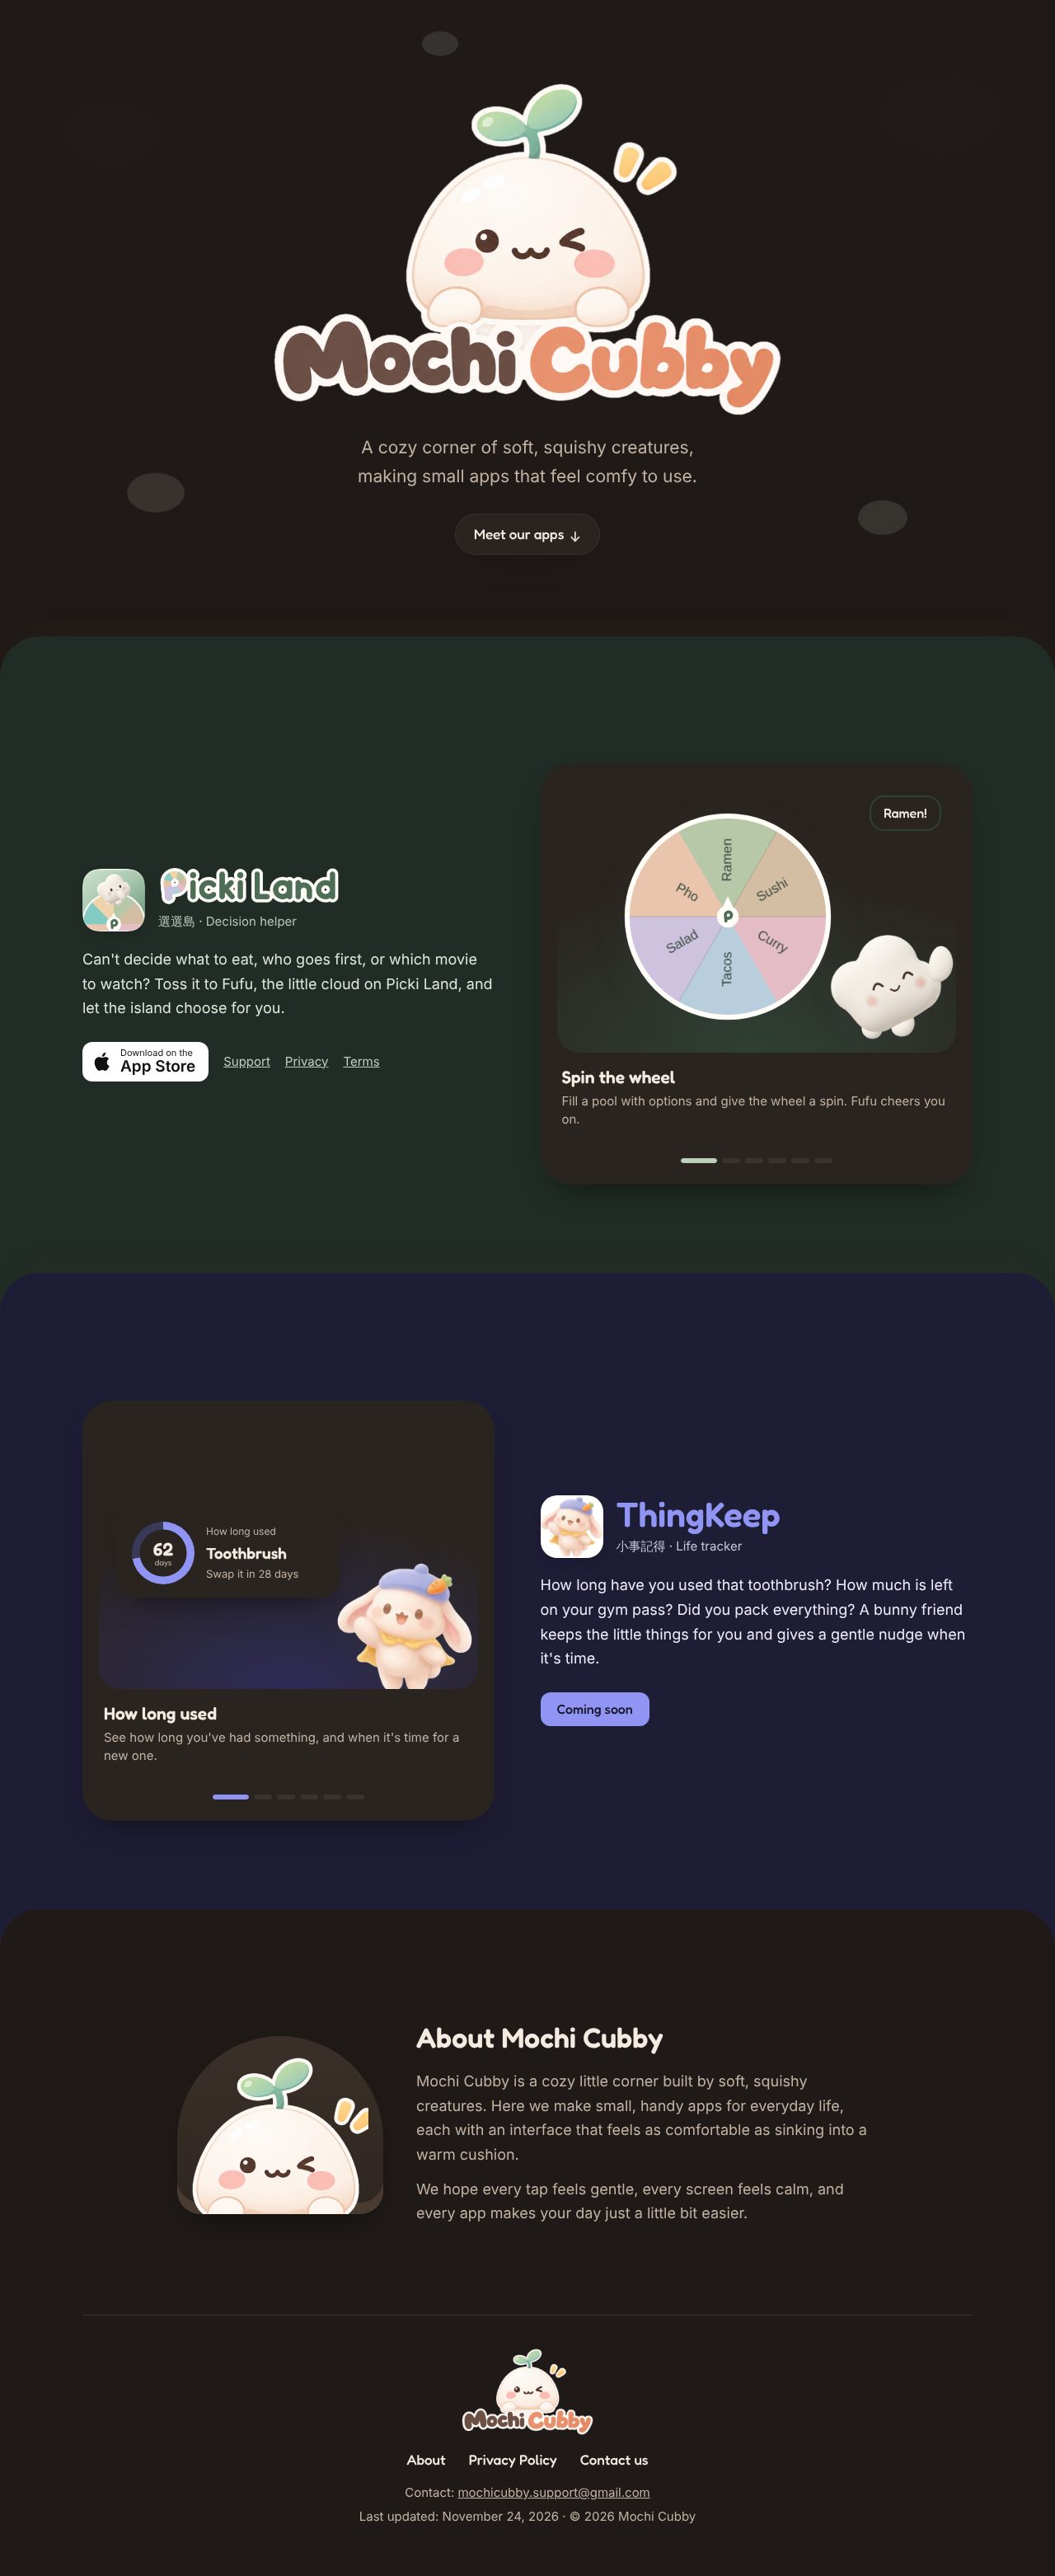 Mochi Cubby
A cozy corner of soft, squishy creatures,
making small apps that feel comfy to use.
Meet our apps ↓
Picki Land
選選島 · Decision helper
Can't decide what to eat, who goes first, or which movie
to watch? Toss it to Fufu, the little cloud on Picki Land, and
let the island choose for you.
Download on the
App Store
Support Privacy Terms
Ramen!
Ramen
Sushi
Curry
Tacos
Salad
Pho
P
Spin the wheel
Fill a pool with options and give the wheel a spin. Fufu cheers you
on.
62
days
How long used
Toothbrush
Swap it in 28 days
How long used
See how long you've had something, and when it's time for a
new one.
ThingKeep
小事記得 · Life tracker
How long have you used that toothbrush? How much is left
on your gym pass? Did you pack everything? A bunny friend
keeps the little things for you and gives a gentle nudge when
it's time.
Coming soon
About Mochi Cubby
Mochi Cubby is a cozy little corner built by soft, squishy
creatures. Here we make small, handy apps for everyday life,
each with an interface that feels as comfortable as sinking into a
warm cushion.
We hope every tap feels gentle, every screen feels calm, and
every app makes your day just a little bit easier.
Mochi Cubby
About Privacy Policy Contact us
Contact: mochicubby.support@gmail.com
Last updated: November 24, 2026 · © 2026 Mochi Cubby